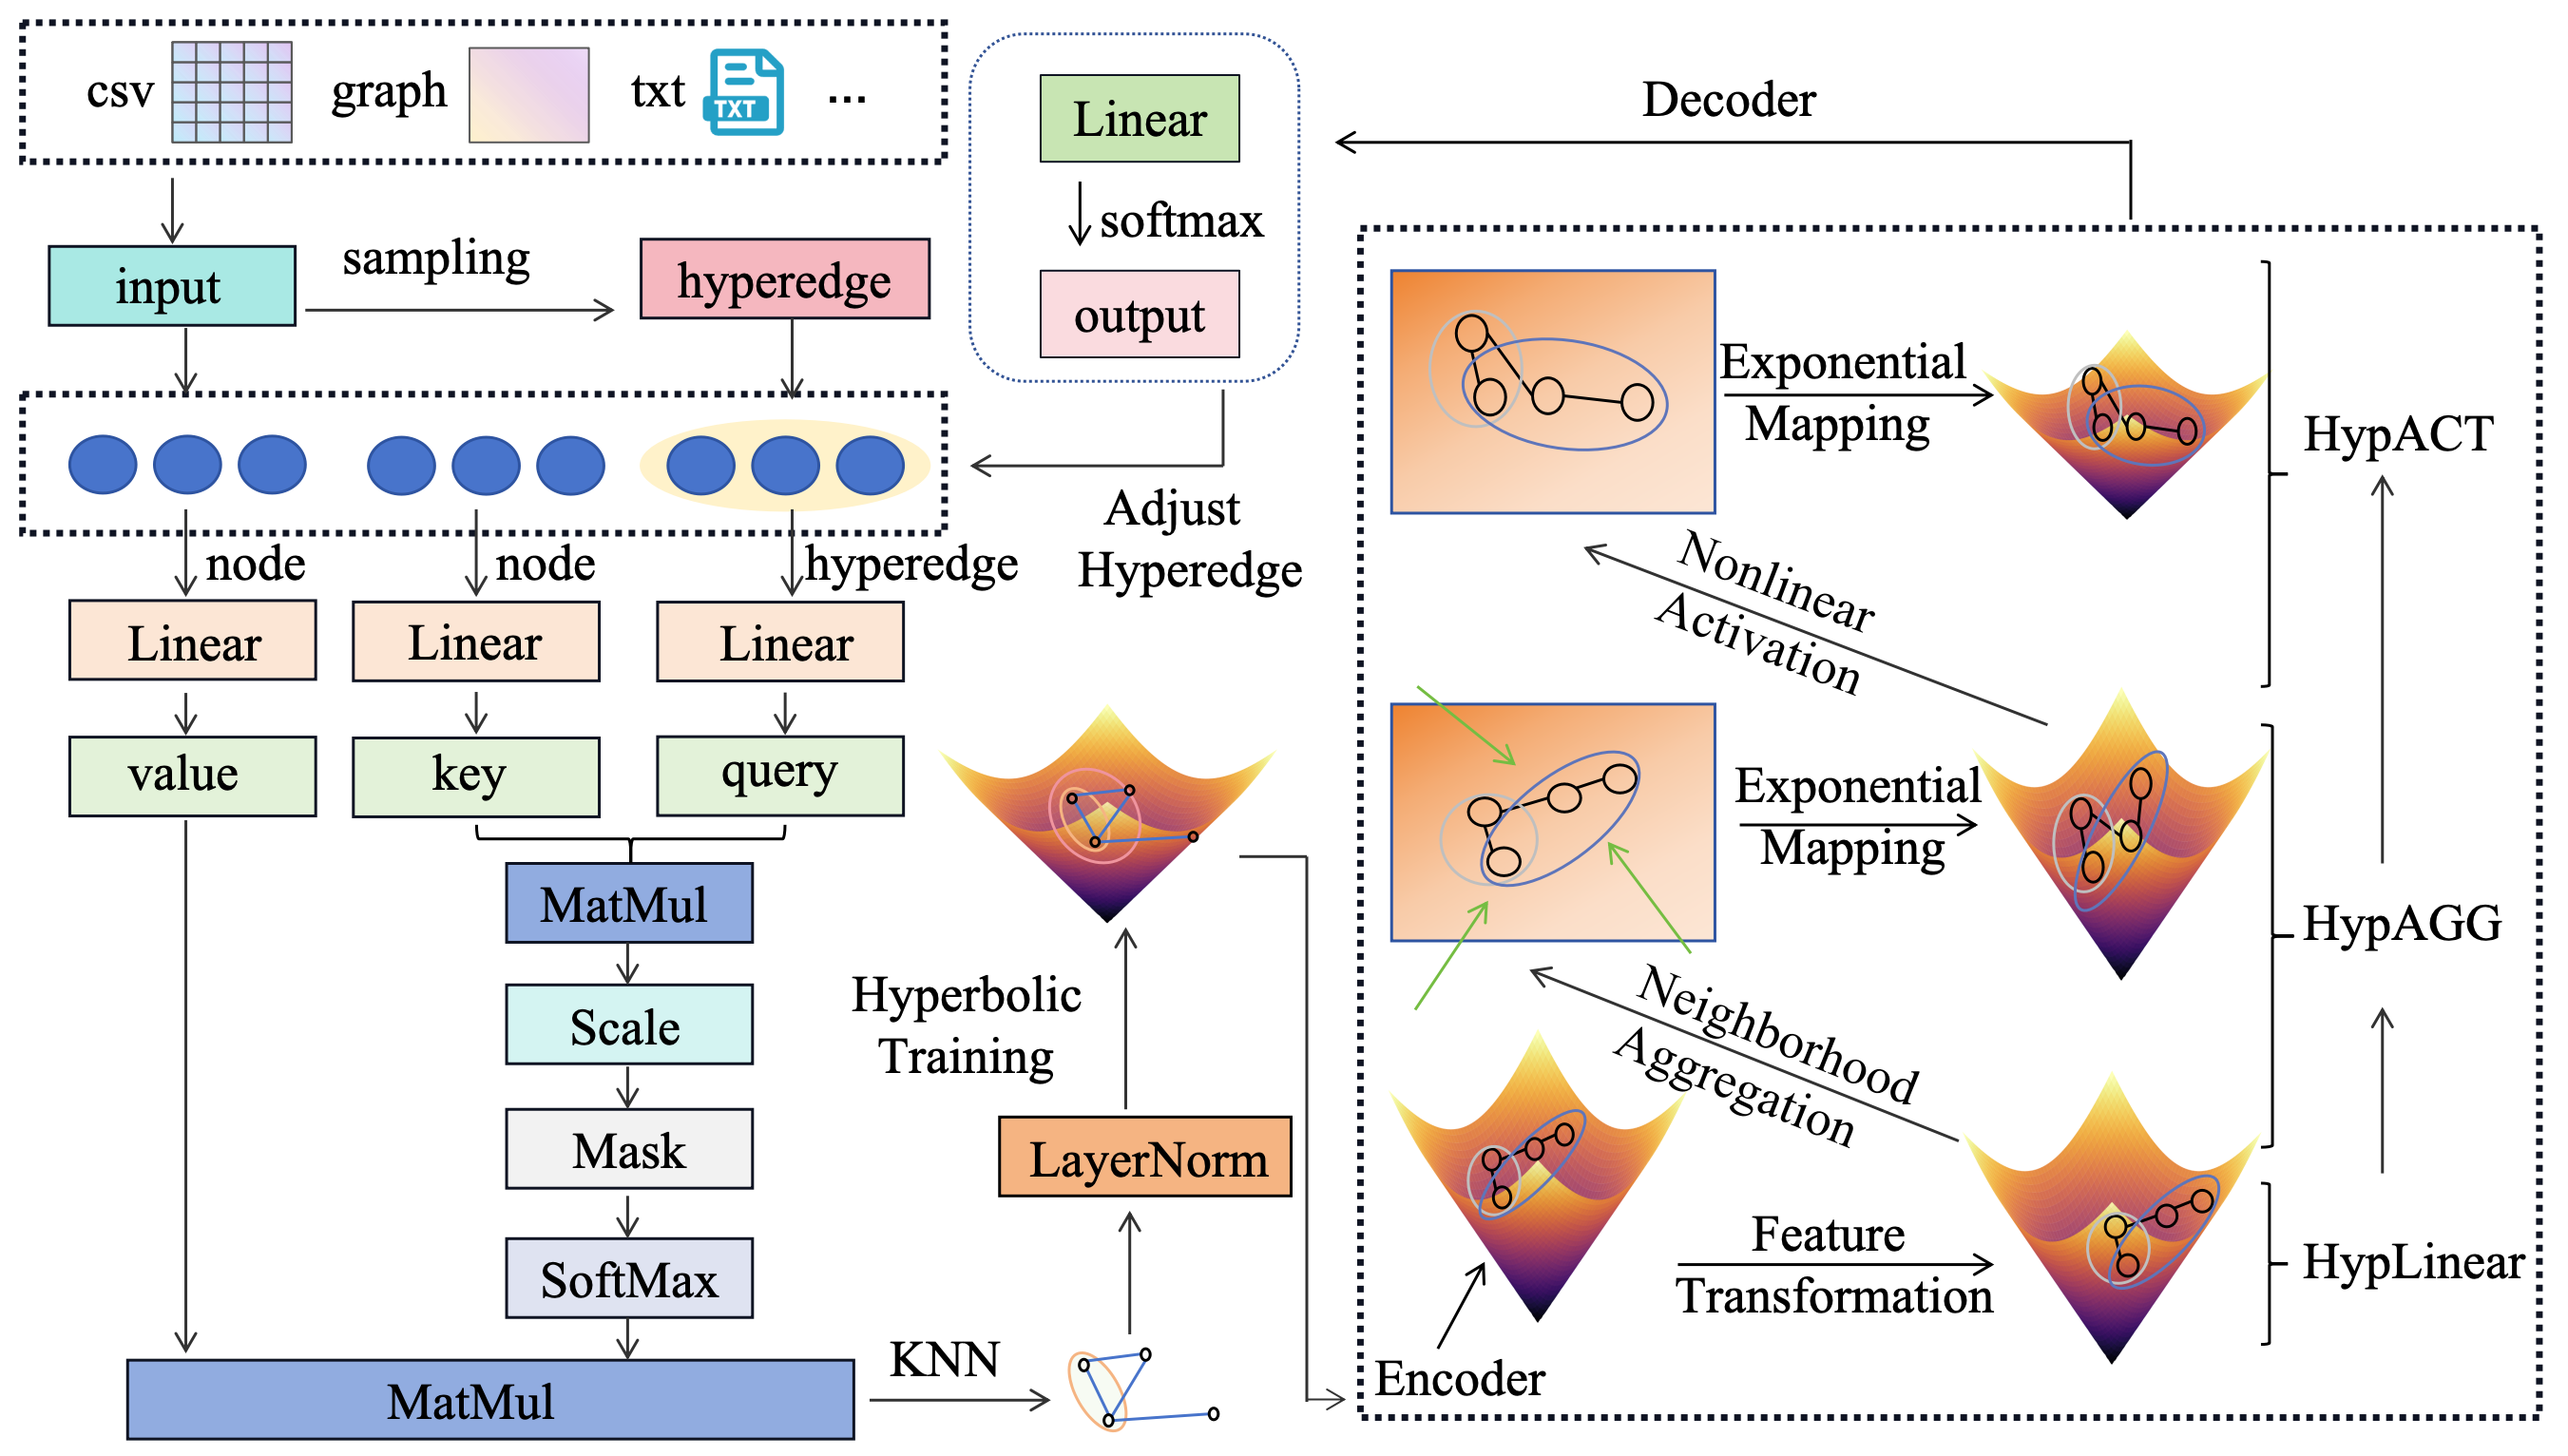 csv
graph
txt
TXT
...
input
sampling
hyperedge
node
node
hyperedge
Linear
Linear
Linear
value
key
query
MatMul
Scale
Mask
SoftMax
MatMul
KNN
LayerNorm
Hyperbolic
Training
Linear
softmax
output
Adjust
Hyperedge
Decoder
Exponential
Mapping
HypACT
Nonlinear
Activation
Exponential
Mapping
HypAGG
Neighborhood
Aggregation
Feature
Transformation
HypLinear
Encoder